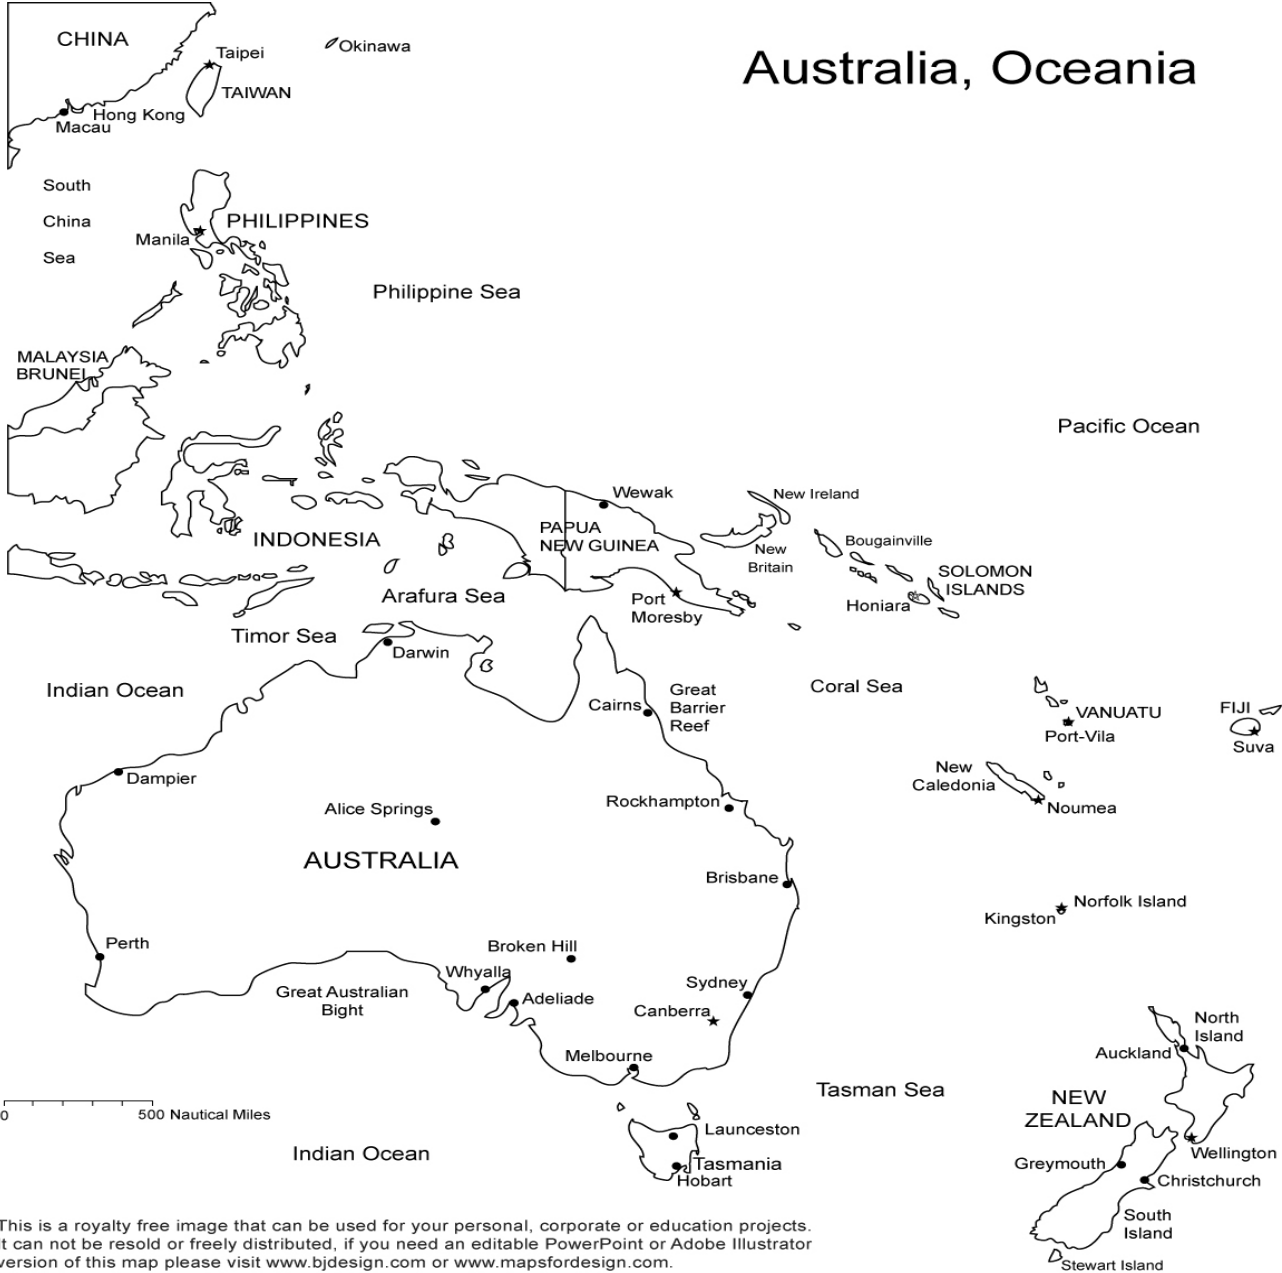 Australia, Oceania
CHINA
Taipei
Okinawa
TAIWAN
Hong Kong
Macau
South
China
Sea
PHILIPPINES
Manila
Philippine Sea
MALAYSIA
BRUNEI
Pacific Ocean
Wewak
New Ireland
PAPUA
NEW GUINEA
INDONESIA
New
Britain
Bougainville
SOLOMON
ISLANDS
Honiara
Arafura Sea
Port
Moresby
Timor Sea
Darwin
Indian Ocean
Coral Sea
Cairns
Great
Barrier
Reef
VANUATU
Port-Vila
FIJI
Suva
Dampier
New
Caledonia
Noumea
Alice Springs
Rockhampton
AUSTRALIA
Brisbane
Norfolk Island
Kingston
Perth
Broken Hill
Whyalla
Great Australian
Bight
Adeliade
Sydney
Canberra
Melbourne
North
Island
Auckland
Tasman Sea
NEW
ZEALAND
0 500 Nautical Miles
Launceston
Tasmania
Hobart
Indian Ocean
Wellington
Greymouth
Christchurch
South
Island
Stewart Island
This is a royalty free image that can be used for your personal, corporate or education projects.
It can not be resold or freely distributed, if you need an editable PowerPoint or Adobe Illustrator
version of this map please visit www.bjdesign.com or www.mapsfordesign.com.